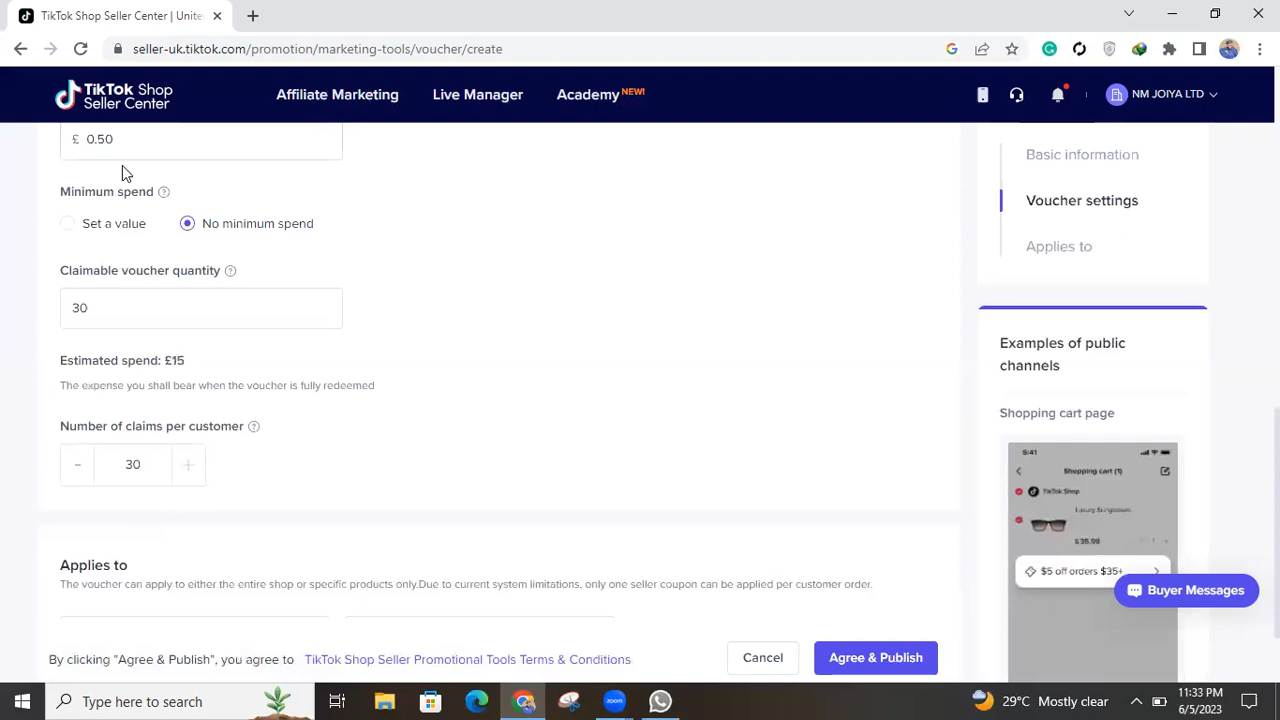 TikTok Shop Seller Center | Unite
seller-uk.tiktok.com/promotion/marketing-tools/voucher/create
TikTok Shop
Seller Center
Affiliate Marketing
Live Manager
Academy NEW!
NM JOIYA LTD
£ 0.50
Minimum spend
Set a value
No minimum spend
Claimable voucher quantity
30
Estimated spend: £15
The expense you shall bear when the voucher is fully redeemed
Number of claims per customer
- 30 +
Applies to
The voucher can apply to either the entire shop or specific products only.Due to current system limitations, only one seller coupon can be applied per customer order.
By clicking "Agree & Publish", you agree to TikTok Shop Seller Promotional Tools Terms & Conditions
Cancel
Agree & Publish
Basic information
Voucher settings
Applies to
Examples of public
channels
Shopping cart page
9:41
Shopping cart (1)
TikTok Shop
Luxury Sunglasses
$35.98
1
$5 off orders $35+
Buyer Messages
Type here to search
zoom
29°C Mostly clear
11:33 PM
6/5/2023